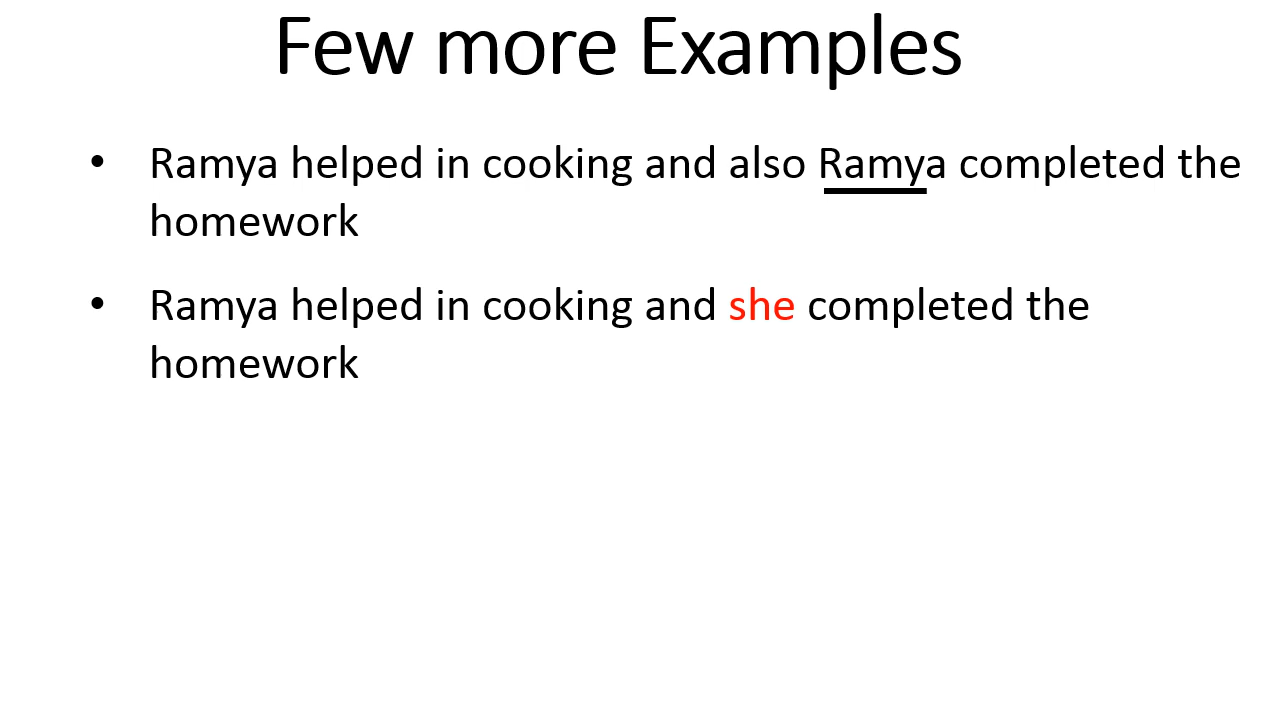 Few more Examples
• Ramya helped in cooking and also Ramya completed the
homework
• Ramya helped in cooking and she completed the
homework